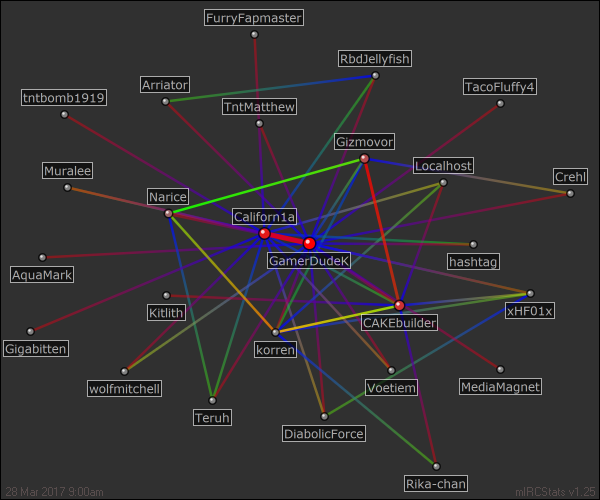 FurryFapmaster
RbdJellyfish
Arriator
TacoFluffy4
tntbomb1919
TntMatthew
Gizmovor
Localhost
Muralee
Crehl
Narice
Californ1a
GamerDudeK
hashtag
AquaMark
Kitlith
CAKEbuilder
xHF01x
Gigabitten
korren
wolfmitchell
Voetiem
MediaMagnet
Teruh
DiabolicForce
Rika-chan
28 Mar 2017 9:00am
mIRCStats v1.25